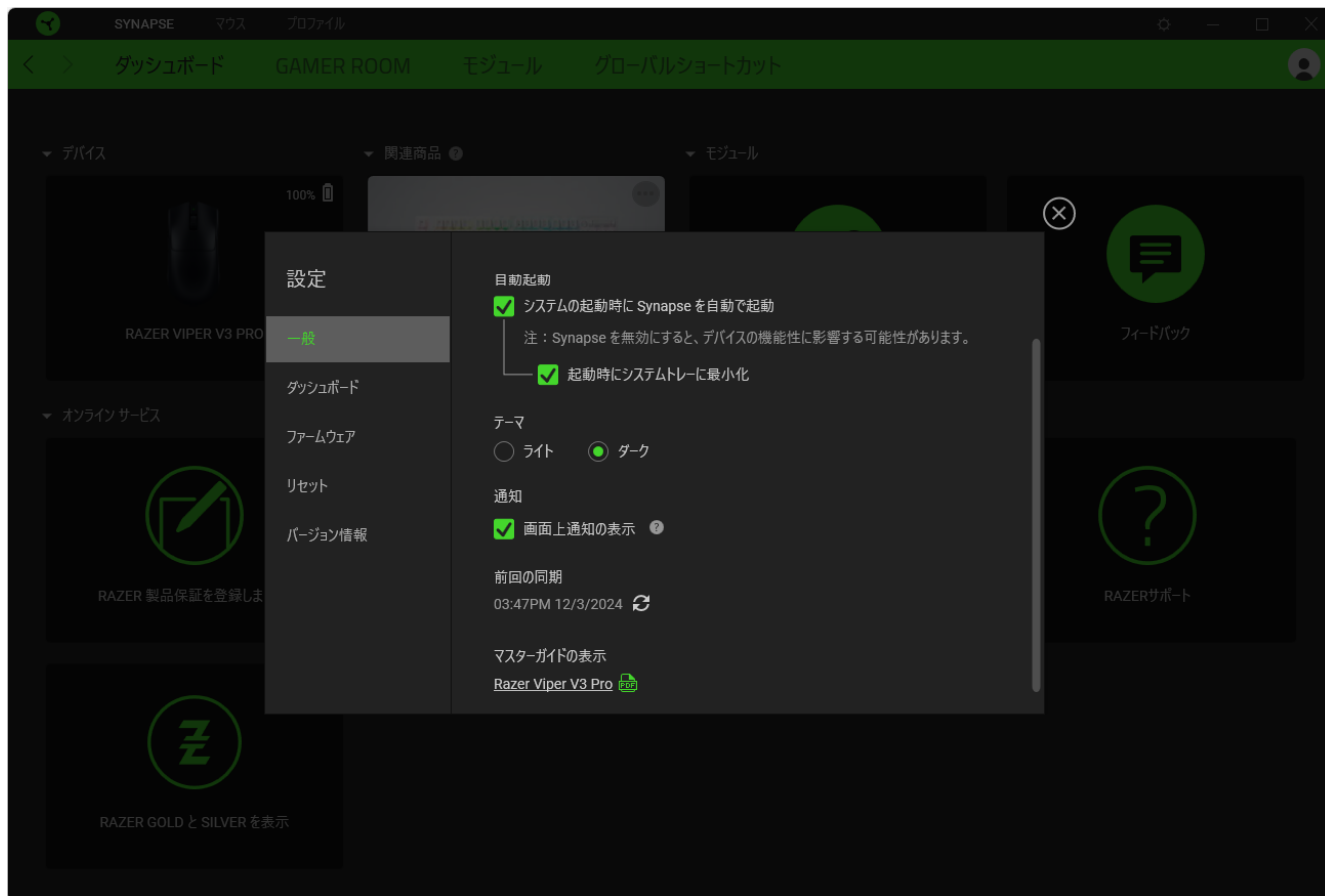 SYNAPSE マウス プロファイル
ダッシュボード GAMER ROOM モジュール グローバルショートカット
デバイス
関連商品
モジュール
100%
RAZER VIPER V3 PRO
フィードバック
設定
一般
ダッシュボード
ファームウェア
リセット
バージョン情報
自動起動
システムの起動時に Synapse を自動で起動
注：Synapse を無効にすると、デバイスの機能性に影響する可能性があります。
起動時にシステムトレーに最小化
テーマ
ライト ダーク
通知
画面上通知の表示 ?
前回の同期
03:47PM 12/3/2024
マスターガイドの表示
Razer Viper V3 Pro PDF
オンライン サービス
RAZER 製品保証を登録しま
RAZERサポート
RAZER GOLD と SILVER を表示